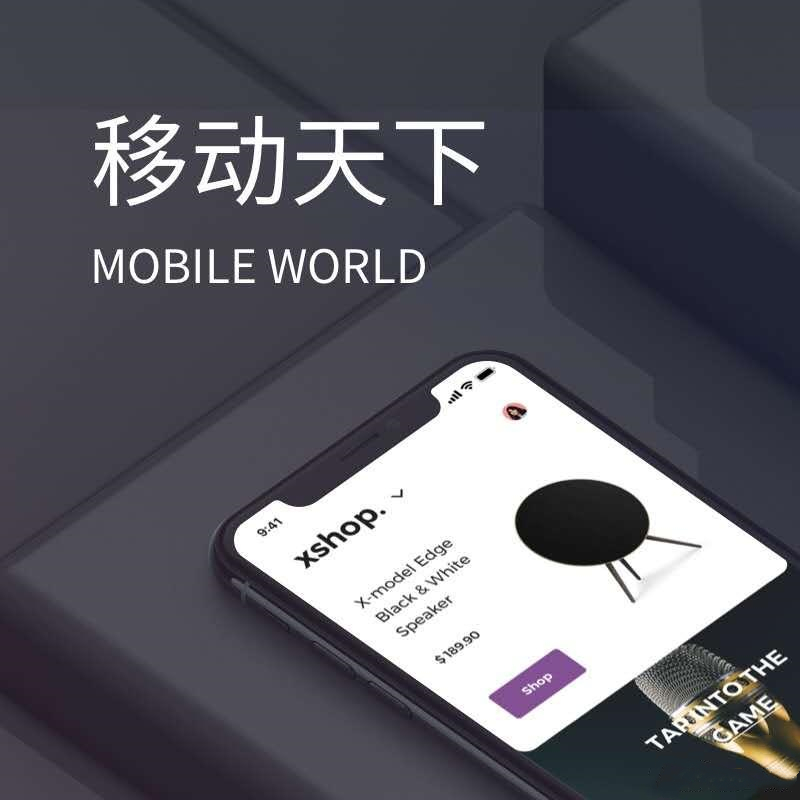 移动天下
MOBILE WORLD
9:41
xshop.
X-model Edge
Black & White
Speaker
$189.90
Shop
TAP INTO THE
GAME